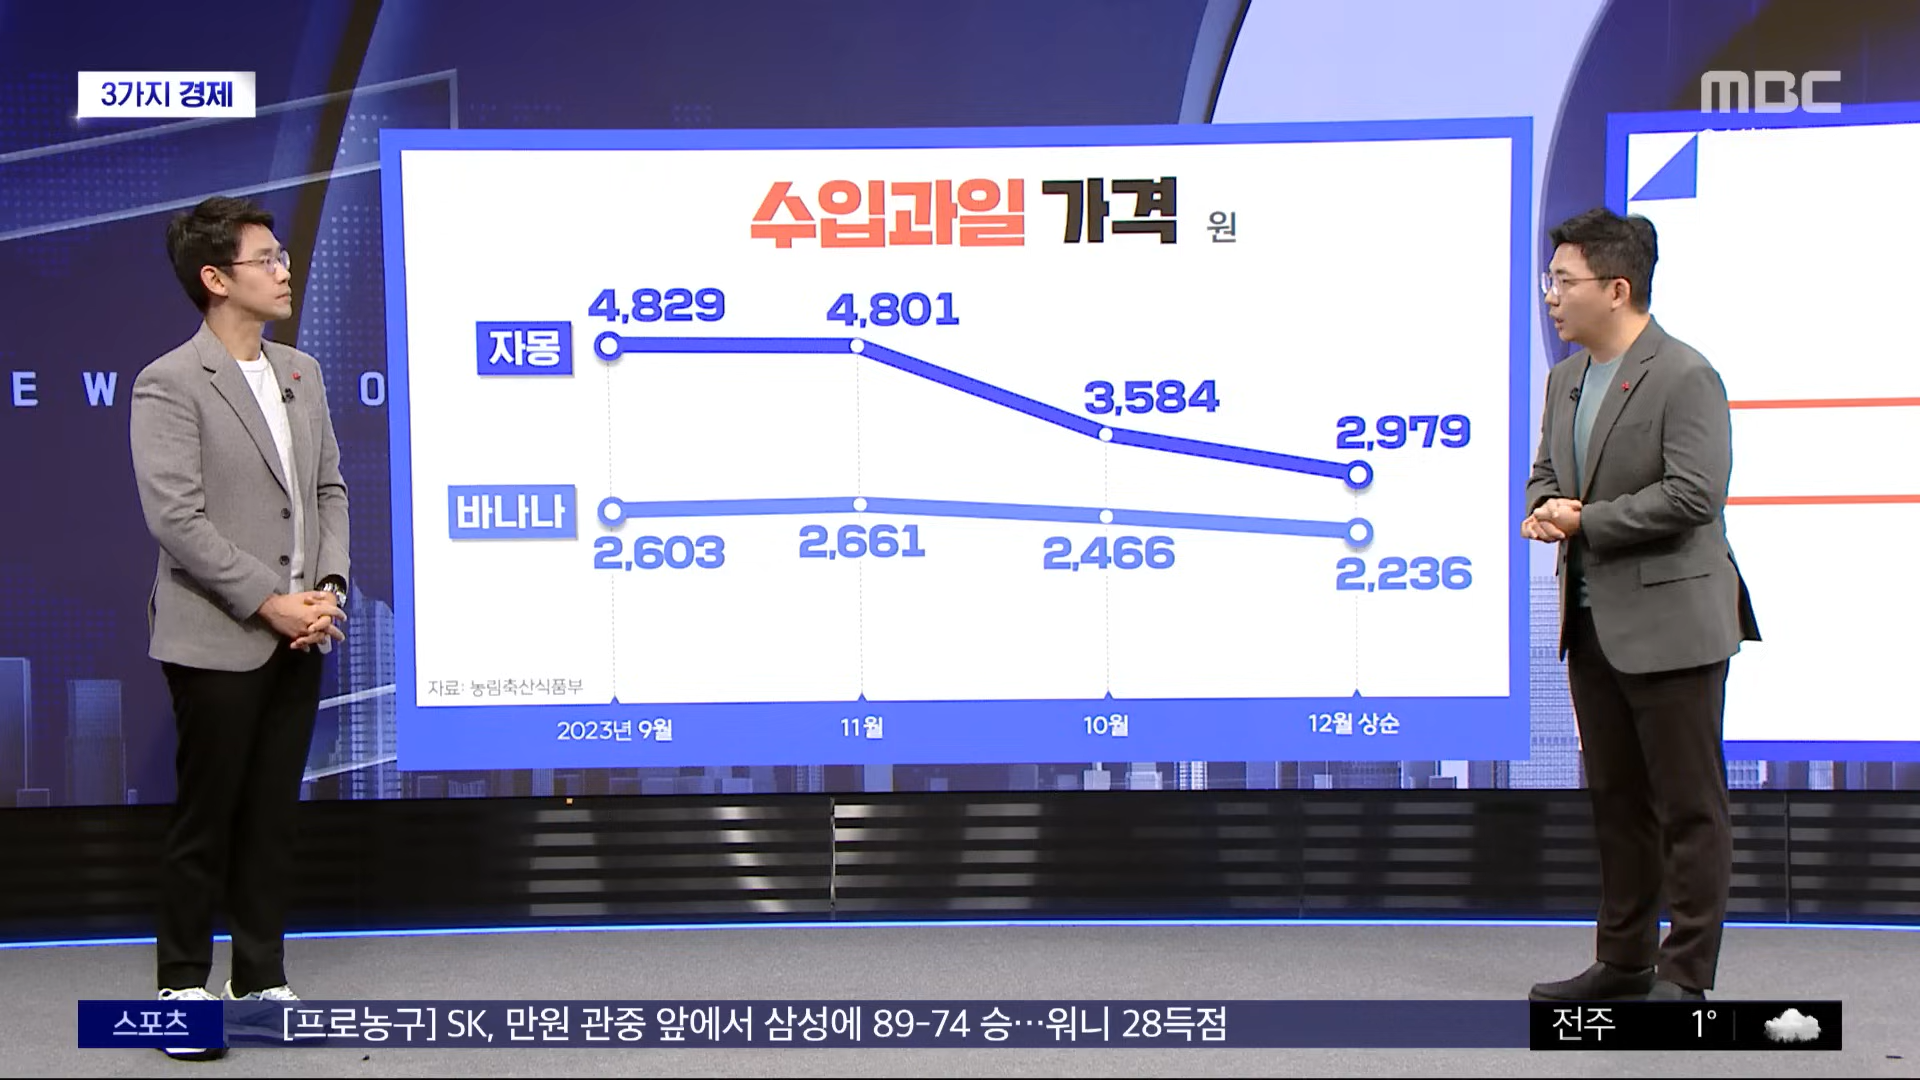 3가지 경제
MBC
수입과일 가격 원
4,829
4,801
자몽
3,584
2,979
바나나
2,603
2,661
2,466
2,236
자료: 농림축산식품부
2023년 9월
11월
10월
12월 상순
E W
O
스포츠
[프로농구] SK, 만원 관중 앞에서 삼성에 89-74 승…워니 28득점
전주 1°